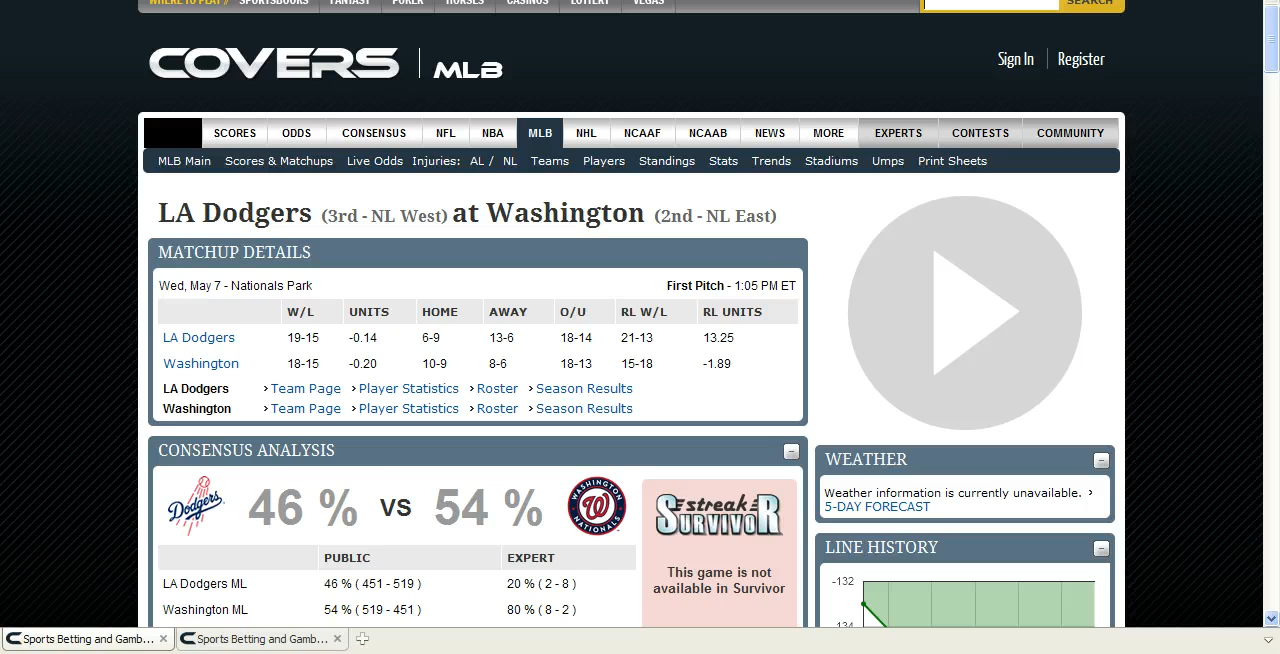 WHERE TO PLAY // SPORTSBOOKS FANTASY POKER HORSES CASINOS LOTTERY VEGAS SEARCH
COVERS | MLB
Sign In Register
SCORES ODDS CONSENSUS NFL NBA MLB NHL NCAAF NCAAB NEWS MORE EXPERTS CONTESTS COMMUNITY
MLB Main Scores & Matchups Live Odds Injuries: AL / NL Teams Players Standings Stats Trends Stadiums Umps Print Sheets
LA Dodgers (3rd - NL West) at Washington (2nd - NL East)
MATCHUP DETAILS
Wed, May 7 - Nationals Park First Pitch - 1:05 PM ET
W/L UNITS HOME AWAY O/U RL W/L RL UNITS
LA Dodgers 19-15 -0.14 6-9 13-6 18-14 21-13 13.25
Washington 18-15 -0.20 10-9 8-6 18-13 15-18 -1.89
LA Dodgers › Team Page › Player Statistics › Roster › Season Results
Washington › Team Page › Player Statistics › Roster › Season Results
CONSENSUS ANALYSIS
Dodgers 46 % VS 54 % WASHINGTON W NATIONALS
PUBLIC EXPERT
LA Dodgers ML 46 % ( 451 - 519 ) 20 % ( 2 - 8 )
Washington ML 54 % ( 519 - 451 ) 80 % ( 8 - 2 )
streak
SURVIVOR
This game is not
available in Survivor
WEATHER
Weather information is currently unavailable. ›
5-DAY FORECAST
LINE HISTORY
-132
-134
Sports Betting and Gamb... Sports Betting and Gamb...